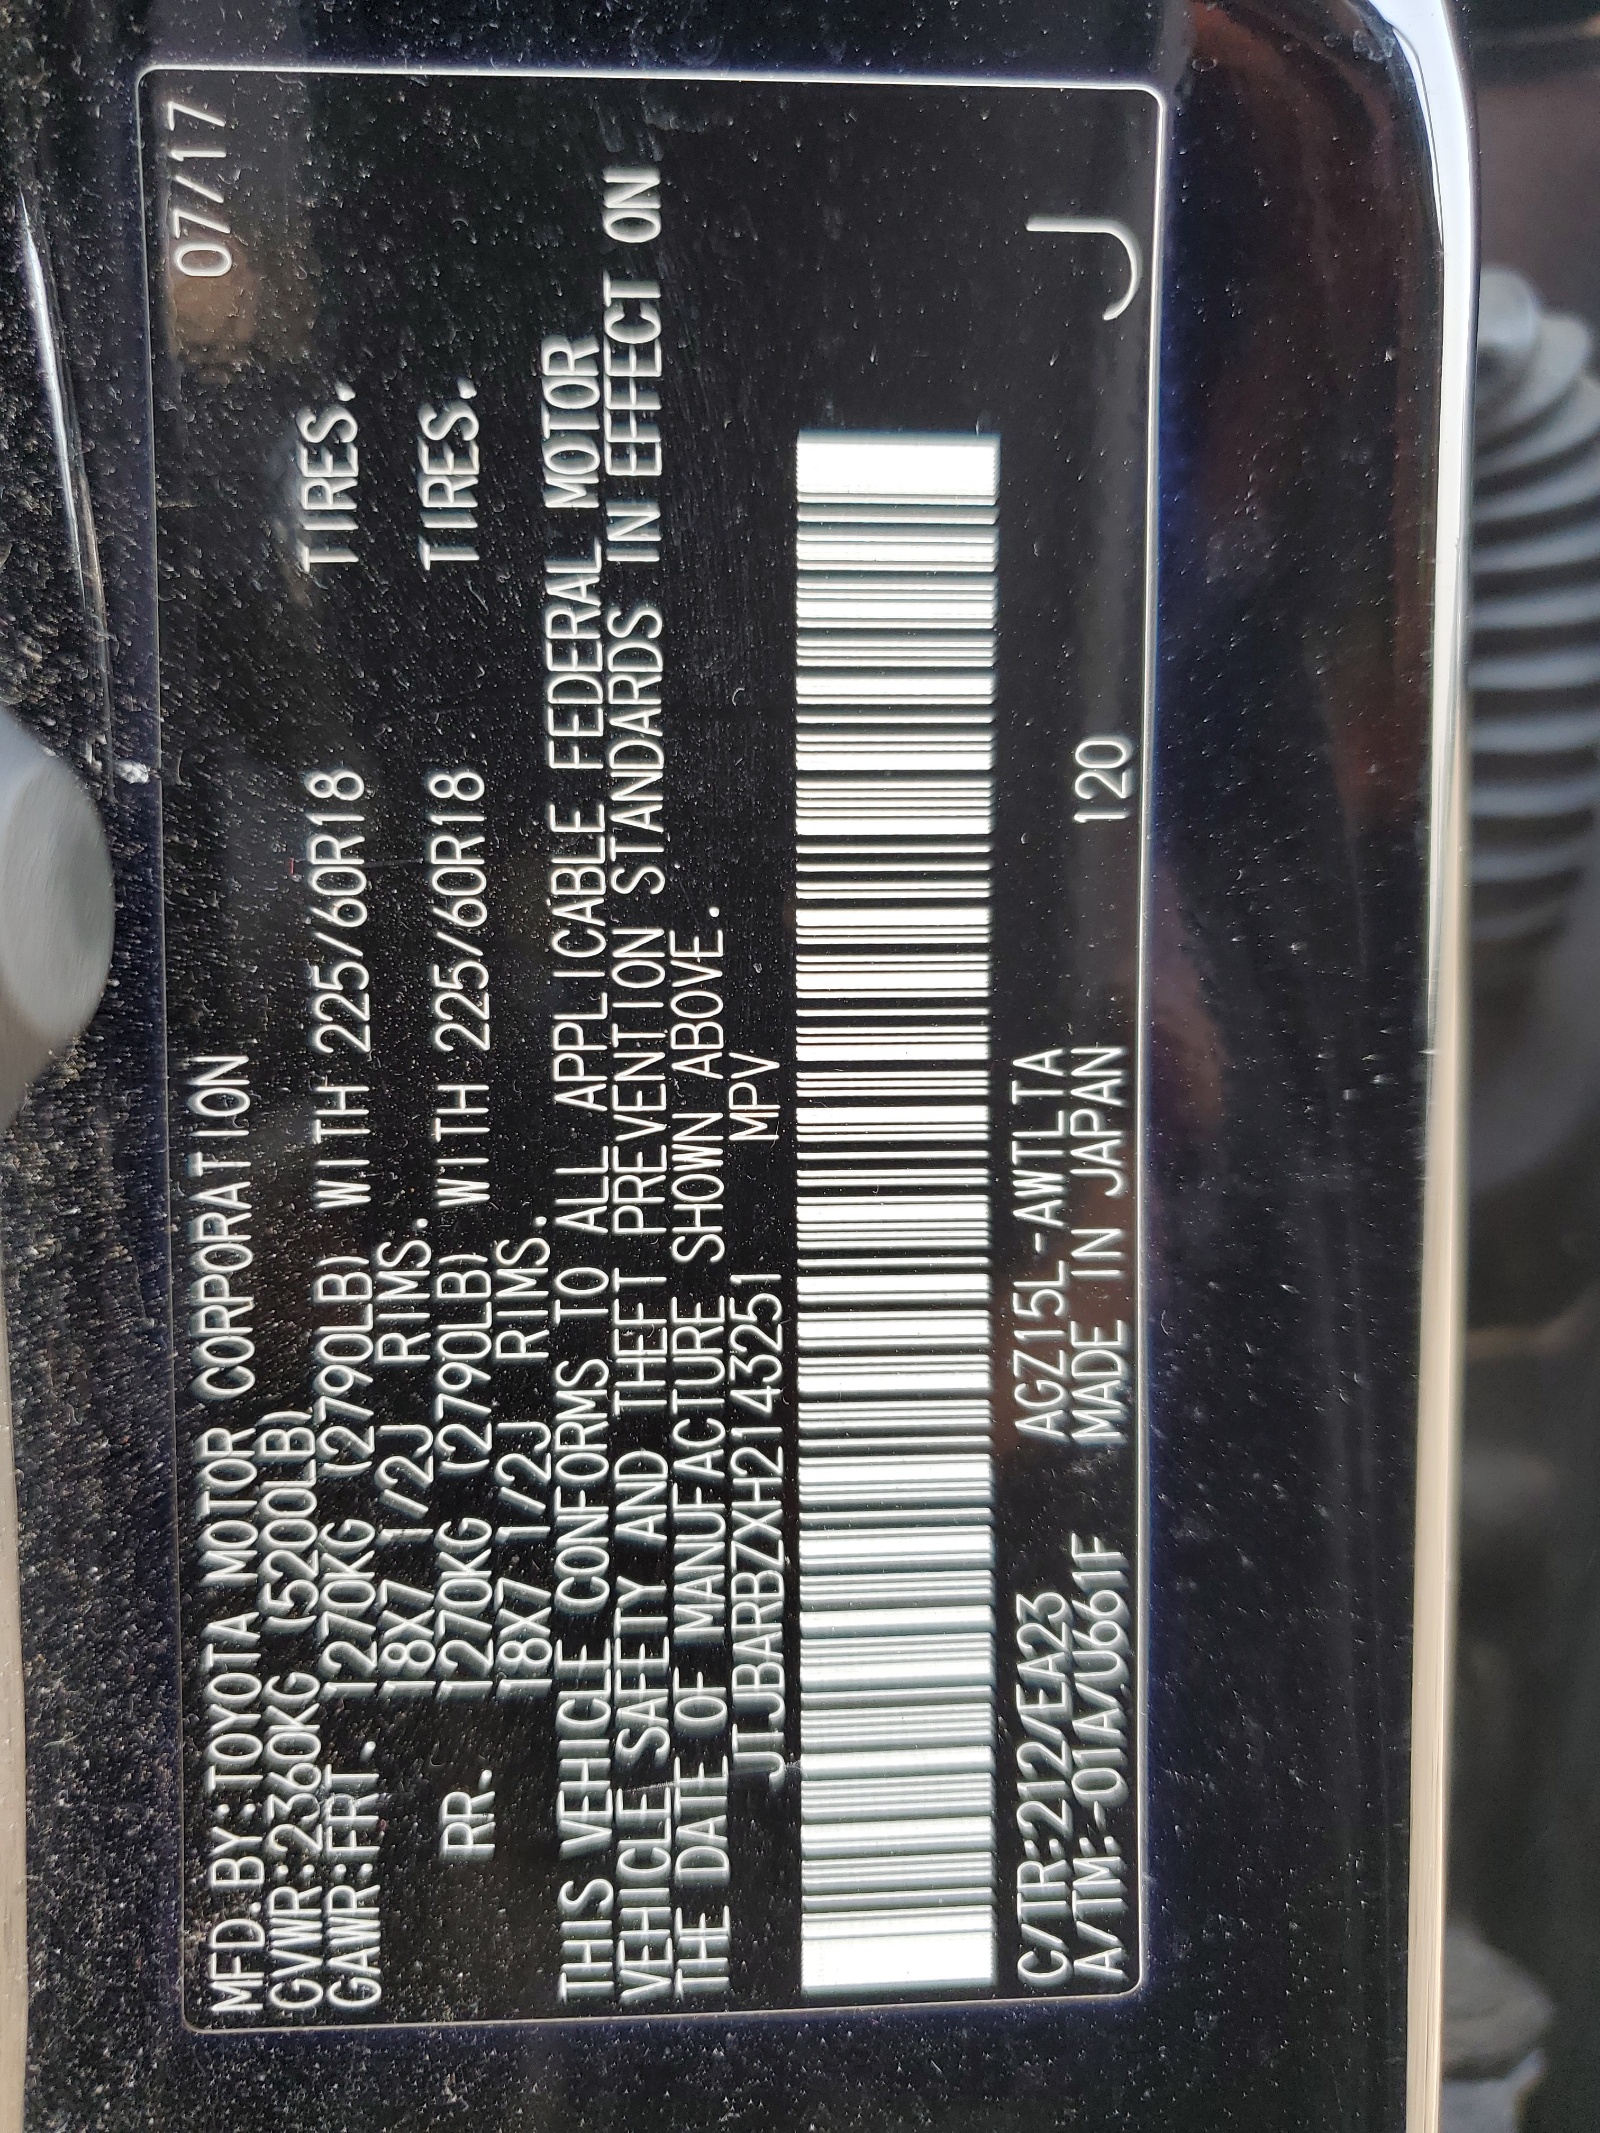 MFD.BY:TOYOTA MOTOR CORPORATION 07/17
GVWR:2360KG (5200LB)
GAWR:FRT. 1270KG (2790LB) WITH 225/60R18 TIRES.
18X7 1/2J RIMS.
RR. 1270KG (2790LB) WITH 225/60R18 TIRES.
18X7 1/2J RIMS.
THIS VEHICLE CONFORMS TO ALL APPLICABLE FEDERAL MOTOR
VEHICLE SAFETY AND THEFT PREVENTION STANDARDS IN EFFECT ON
THE DATE OF MANUFACTURE SHOWN ABOVE.
JTJBARBZXH2143251 MPV
C/TR:212/EA23 AGZ15L-AWTLTA
A/TM:-01A/U661F MADE IN JAPAN 120 J